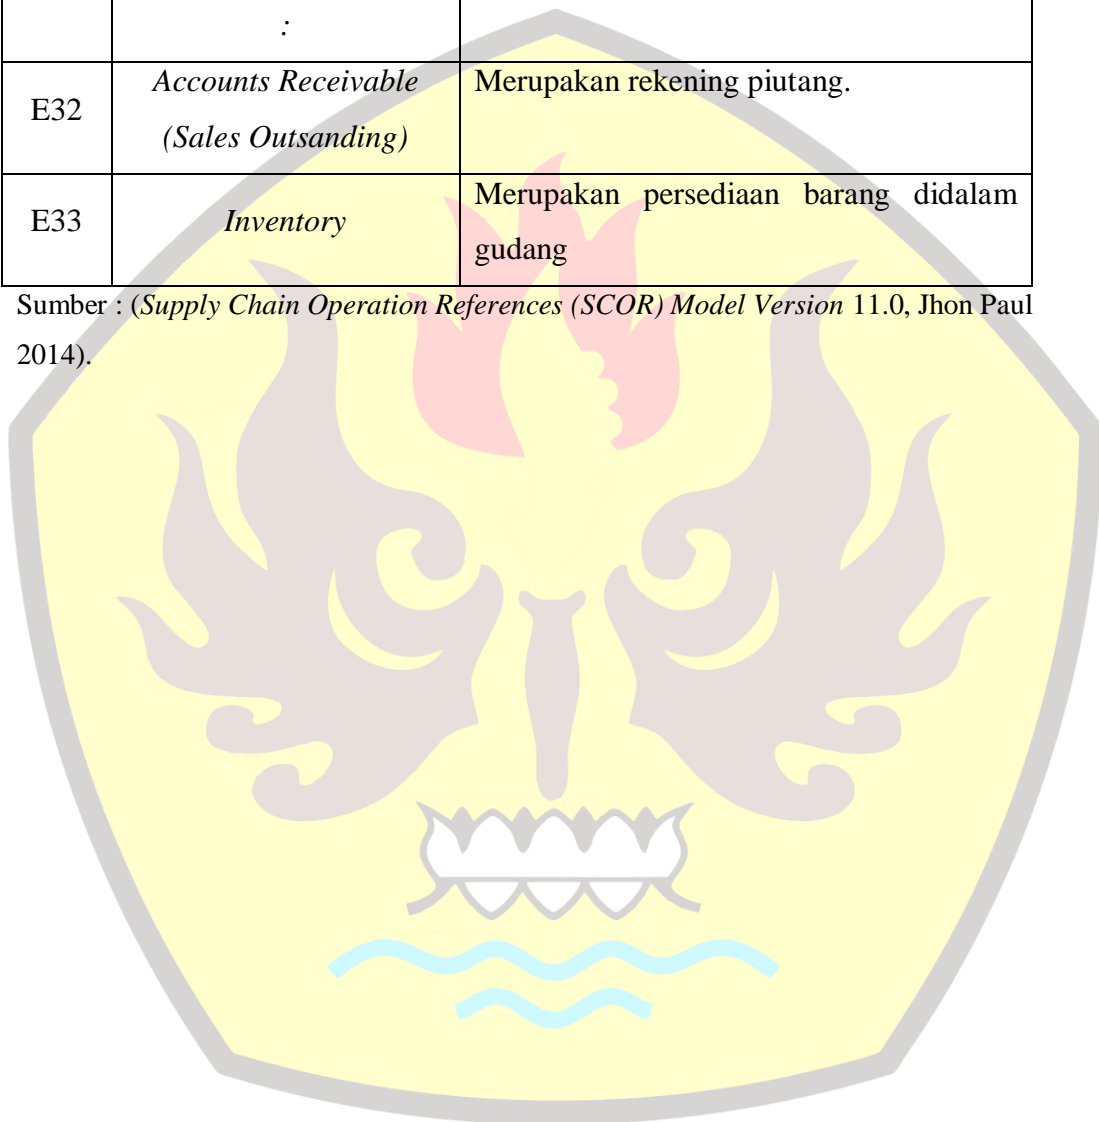 :
E32
Accounts Receivable
(Sales Outsanding)
Merupakan rekening piutang.
E33
Inventory
Merupakan persediaan barang didalam
gudang
Sumber : (Supply Chain Operation References (SCOR) Model Version 11.0, Jhon Paul
2014).